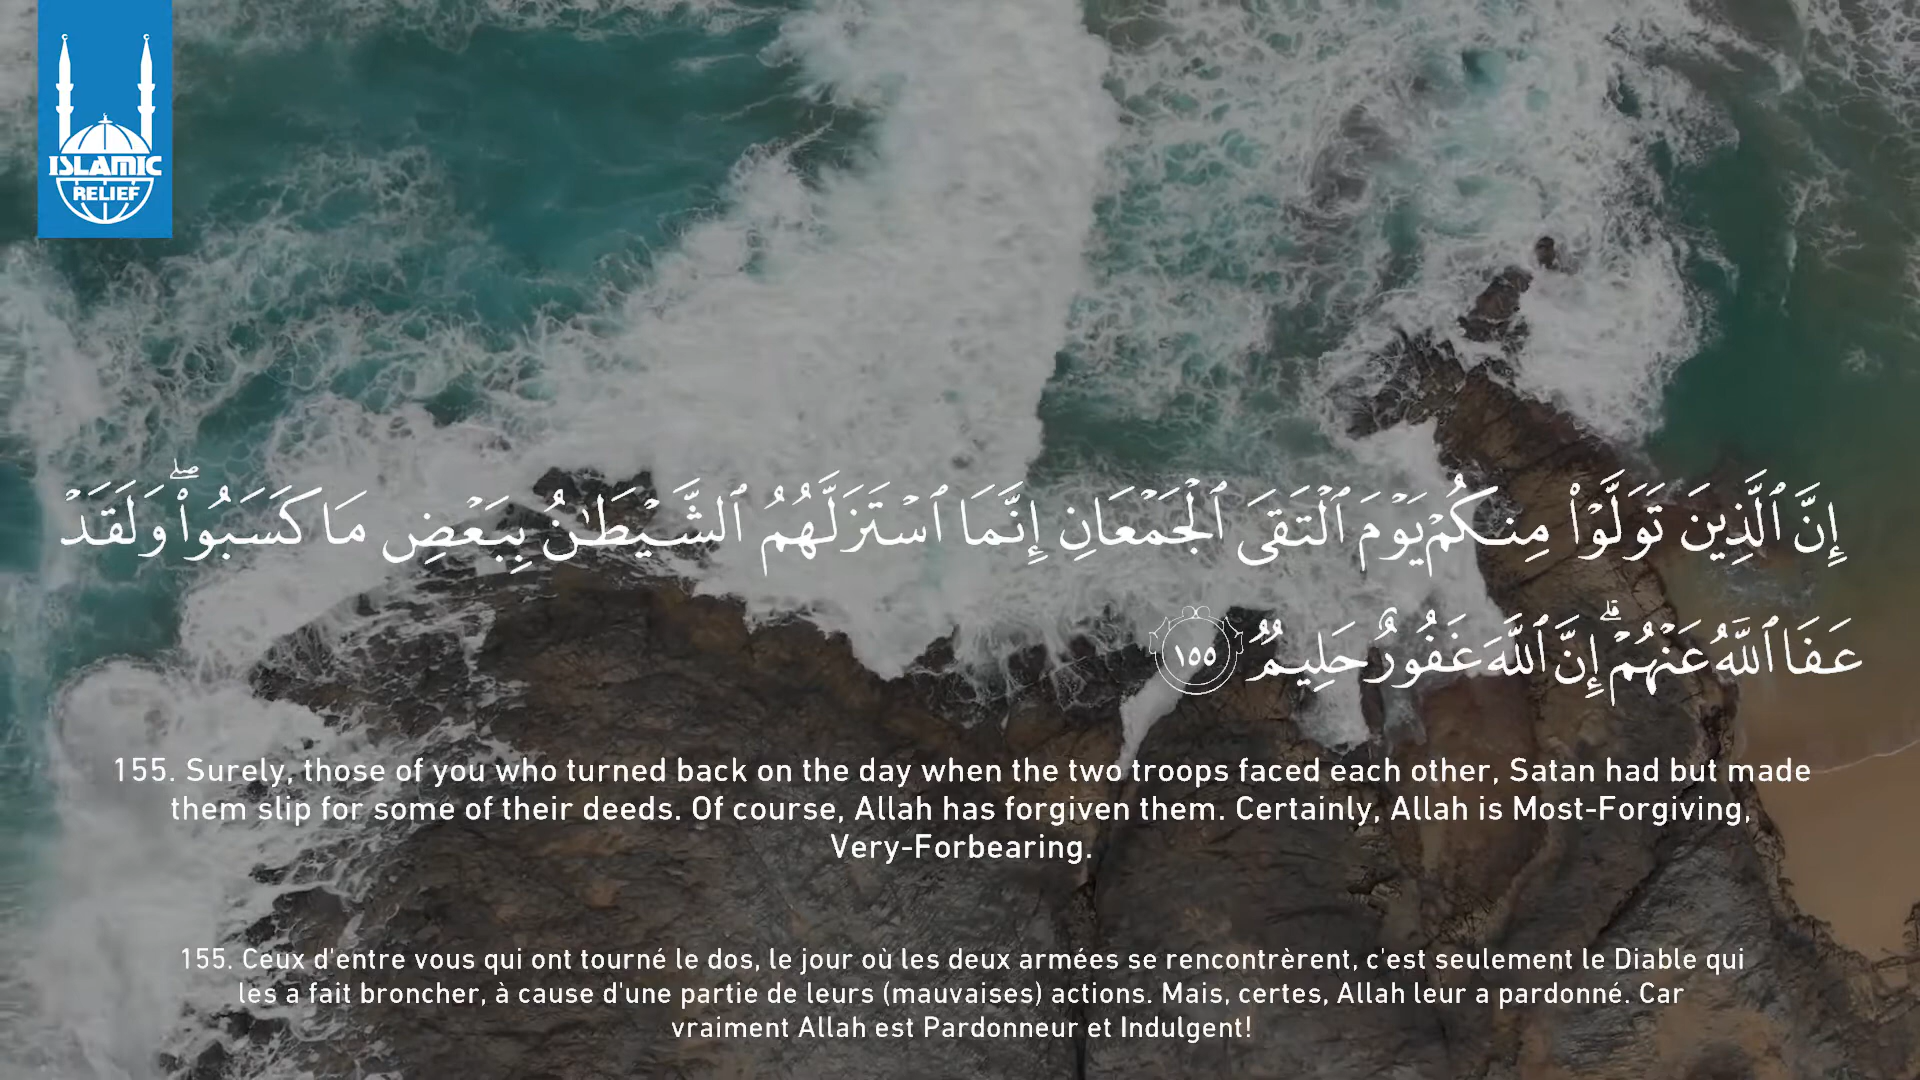 ISLAMIC
RELIEF
إِنَّ ٱلَّذِينَ تَوَلَّوْا۟ مِنكُمْ يَوْمَ ٱلْتَقَى ٱلْجَمْعَانِ إِنَّمَا ٱسْتَزَلَّهُمُ ٱلشَّيْطَـٰنُ بِبَعْضِ مَا كَسَبُوا۟ ۖ وَلَقَدْ
عَفَا ٱللَّهُ عَنْهُمْ ۗ إِنَّ ٱللَّهَ غَفُورٌ حَلِيمٌ ١٥٥
155. Surely, those of you who turned back on the day when the two troops faced each other, Satan had but made
them slip for some of their deeds. Of course, Allah has forgiven them. Certainly, Allah is Most-Forgiving,
Very-Forbearing.
155. Ceux d'entre vous qui ont tourné le dos, le jour où les deux armées se rencontrèrent, c'est seulement le Diable qui
les a fait broncher, à cause d'une partie de leurs (mauvaises) actions. Mais, certes, Allah leur a pardonné. Car
vraiment Allah est Pardonneur et Indulgent!